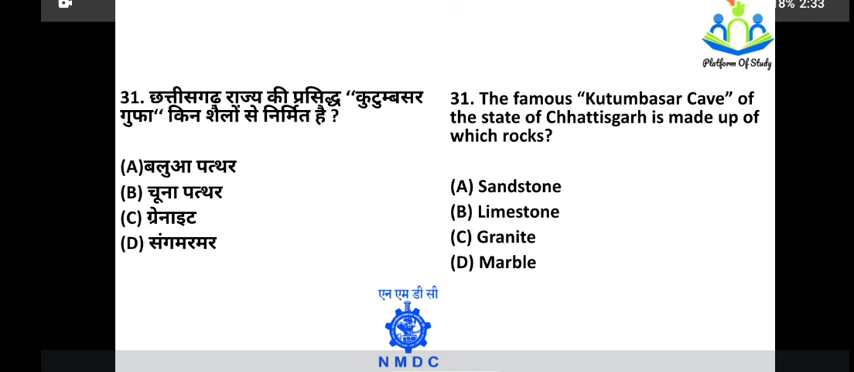 8% 2:33
Platform Of Study
31. छत्तीसगढ़ राज्य की प्रसिद्ध ‘‘कुटुम्बसर
गुफा‘‘ किन शैलों से निर्मित है ?
(A)बलुआ पत्थर
(B) चूना पत्थर
(C) ग्रेनाइट
(D) संगमरमर
31. The famous “Kutumbasar Cave” of
the state of Chhattisgarh is made up of
which rocks?
(A) Sandstone
(B) Limestone
(C) Granite
(D) Marble
एन एम डी सी
NMDC